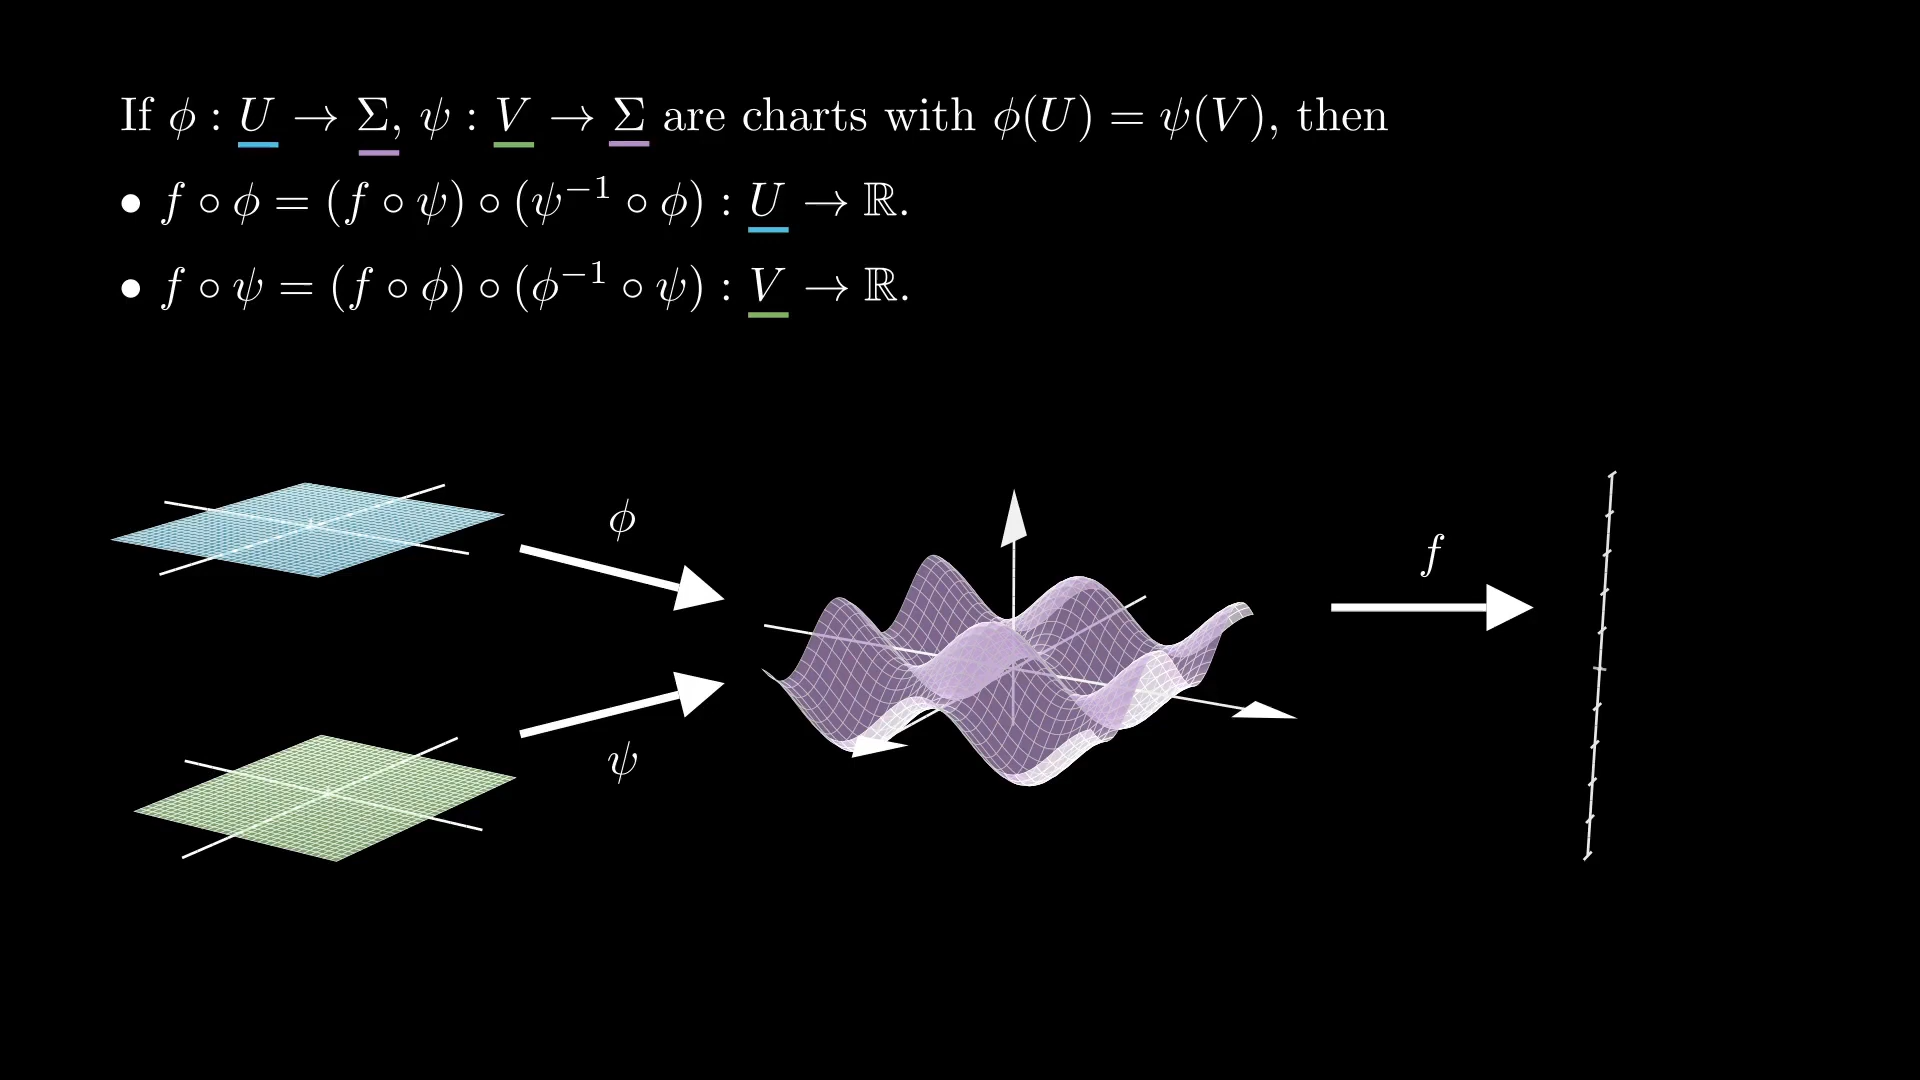 If ϕ : U → Σ, ψ : V → Σ are charts with ϕ(U) = ψ(V), then
• f ∘ ϕ = (f ∘ ψ) ∘ (ψ⁻¹ ∘ ϕ) : U → ℝ.
• f ∘ ψ = (f ∘ ϕ) ∘ (ϕ⁻¹ ∘ ψ) : V → ℝ.
ϕ
f
ψ